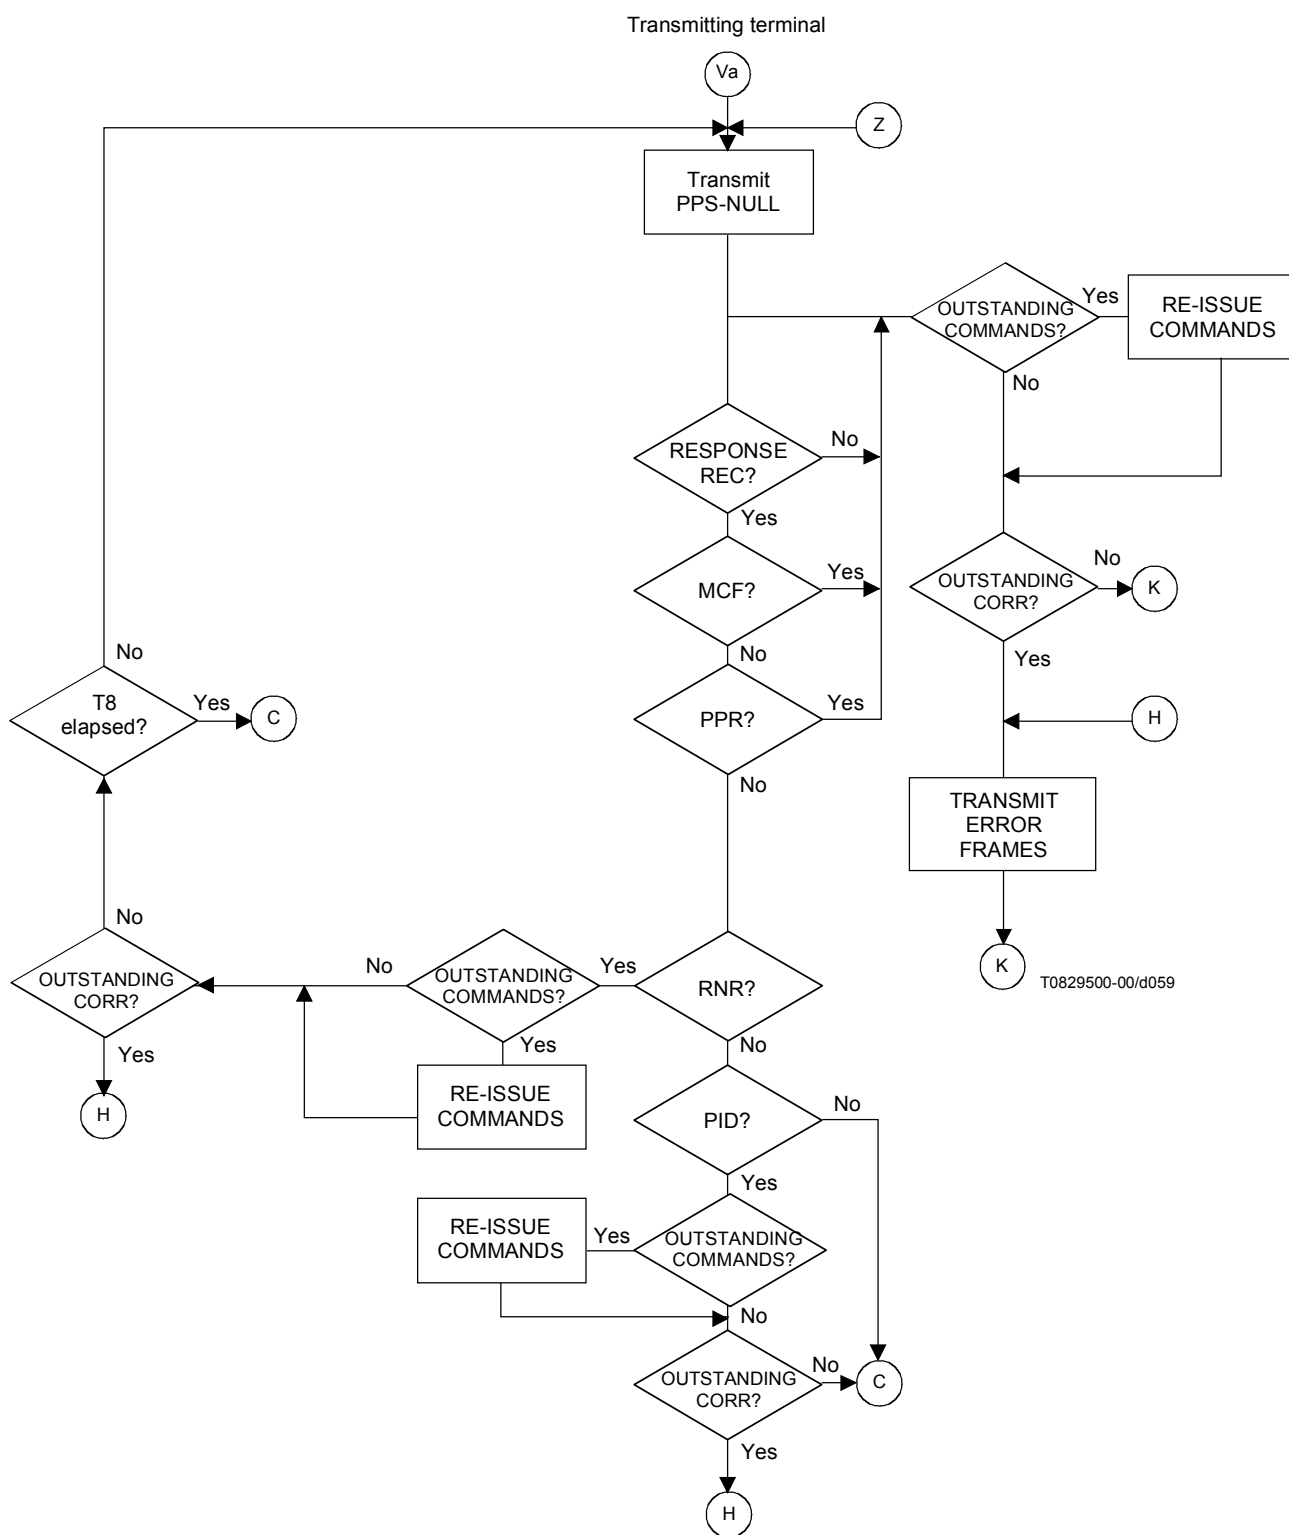 Transmitting terminal
Va
Z
Transmit
PPS-NULL
OUTSTANDING
COMMANDS?
Yes
RE-ISSUE
COMMANDS
No
RESPONSE
REC?
No
Yes
MCF?
Yes
No
OUTSTANDING
CORR?
No
K
Yes
PPR?
Yes
No
H
TRANSMIT
ERROR
FRAMES
K
T0829500-00/d059
No
T8
elapsed?
Yes
C
No
OUTSTANDING
CORR?
Yes
H
No
OUTSTANDING
COMMANDS?
Yes
Yes
RE-ISSUE
COMMANDS
RNR?
No
PID?
No
Yes
RE-ISSUE
COMMANDS
Yes
OUTSTANDING
COMMANDS?
No
OUTSTANDING
CORR?
No
C
Yes
H